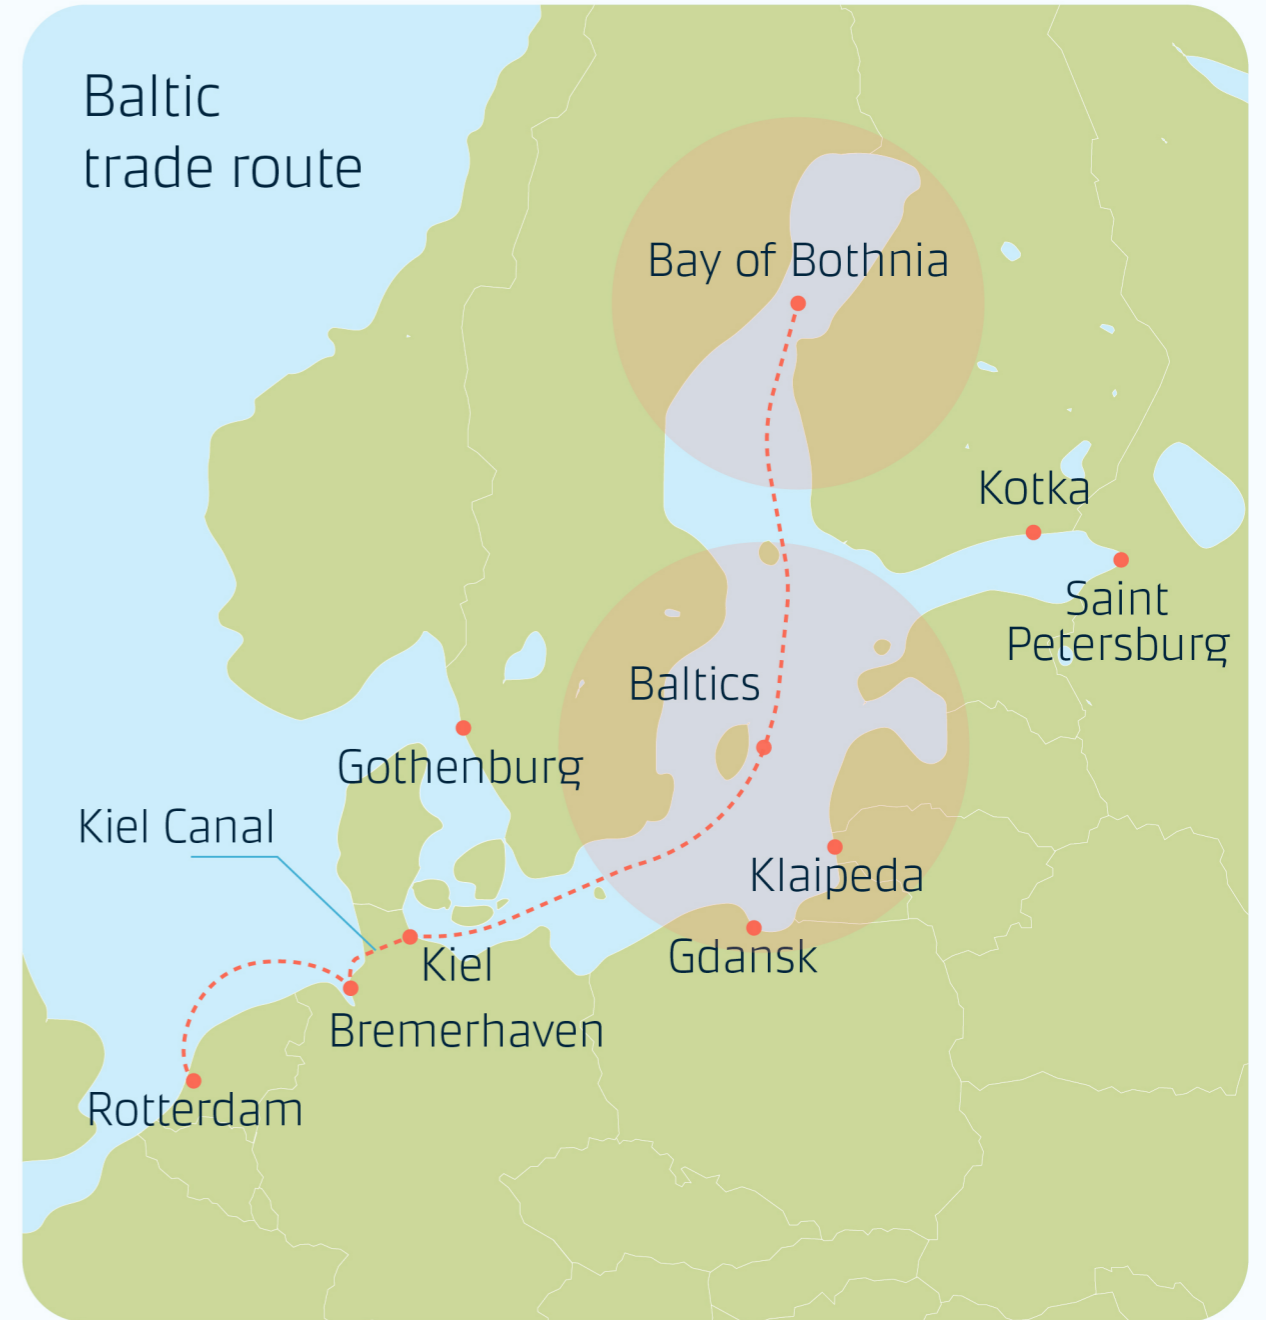 Baltic
trade route
Bay of Bothnia
Kotka
Saint
Petersburg
Baltics
Gothenburg
Kiel Canal
Klaipeda
Gdansk
Kiel
Bremerhaven
Rotterdam